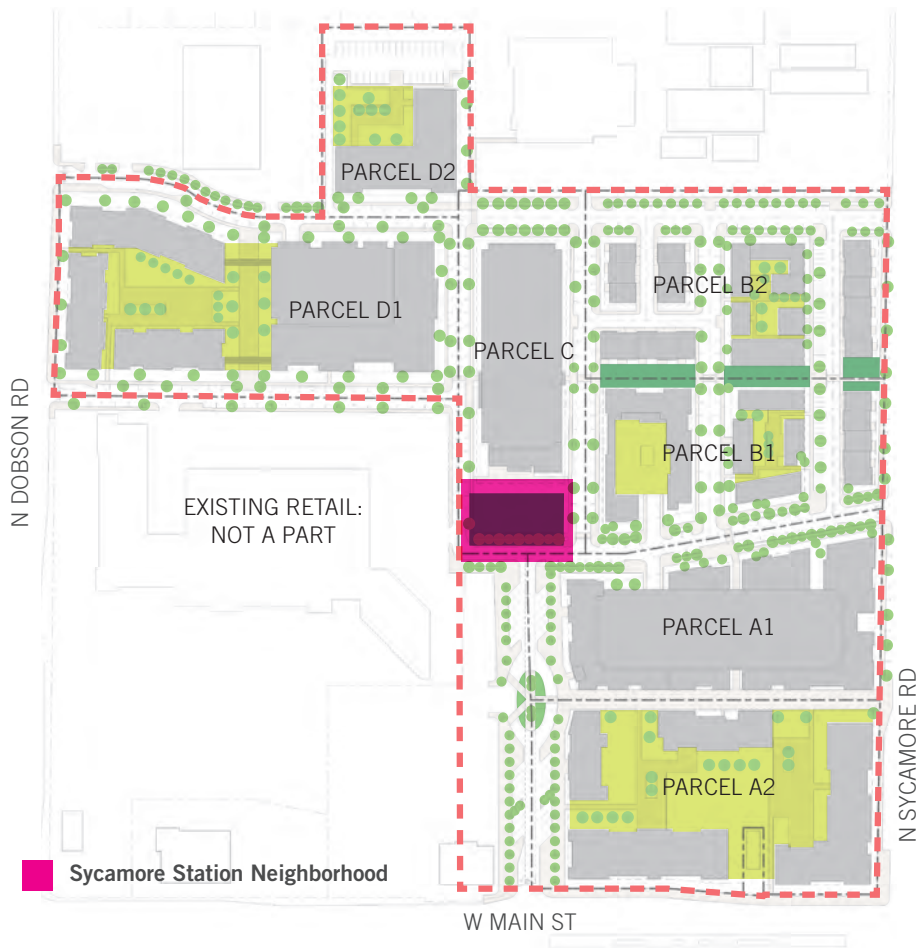 PARCEL D2
PARCEL D1
PARCEL B2
PARCEL C
N DOBSON RD
PARCEL B1
EXISTING RETAIL:
NOT A PART
PARCEL A1
N SYCAMORE RD
PARCEL A2
Sycamore Station Neighborhood
W MAIN ST